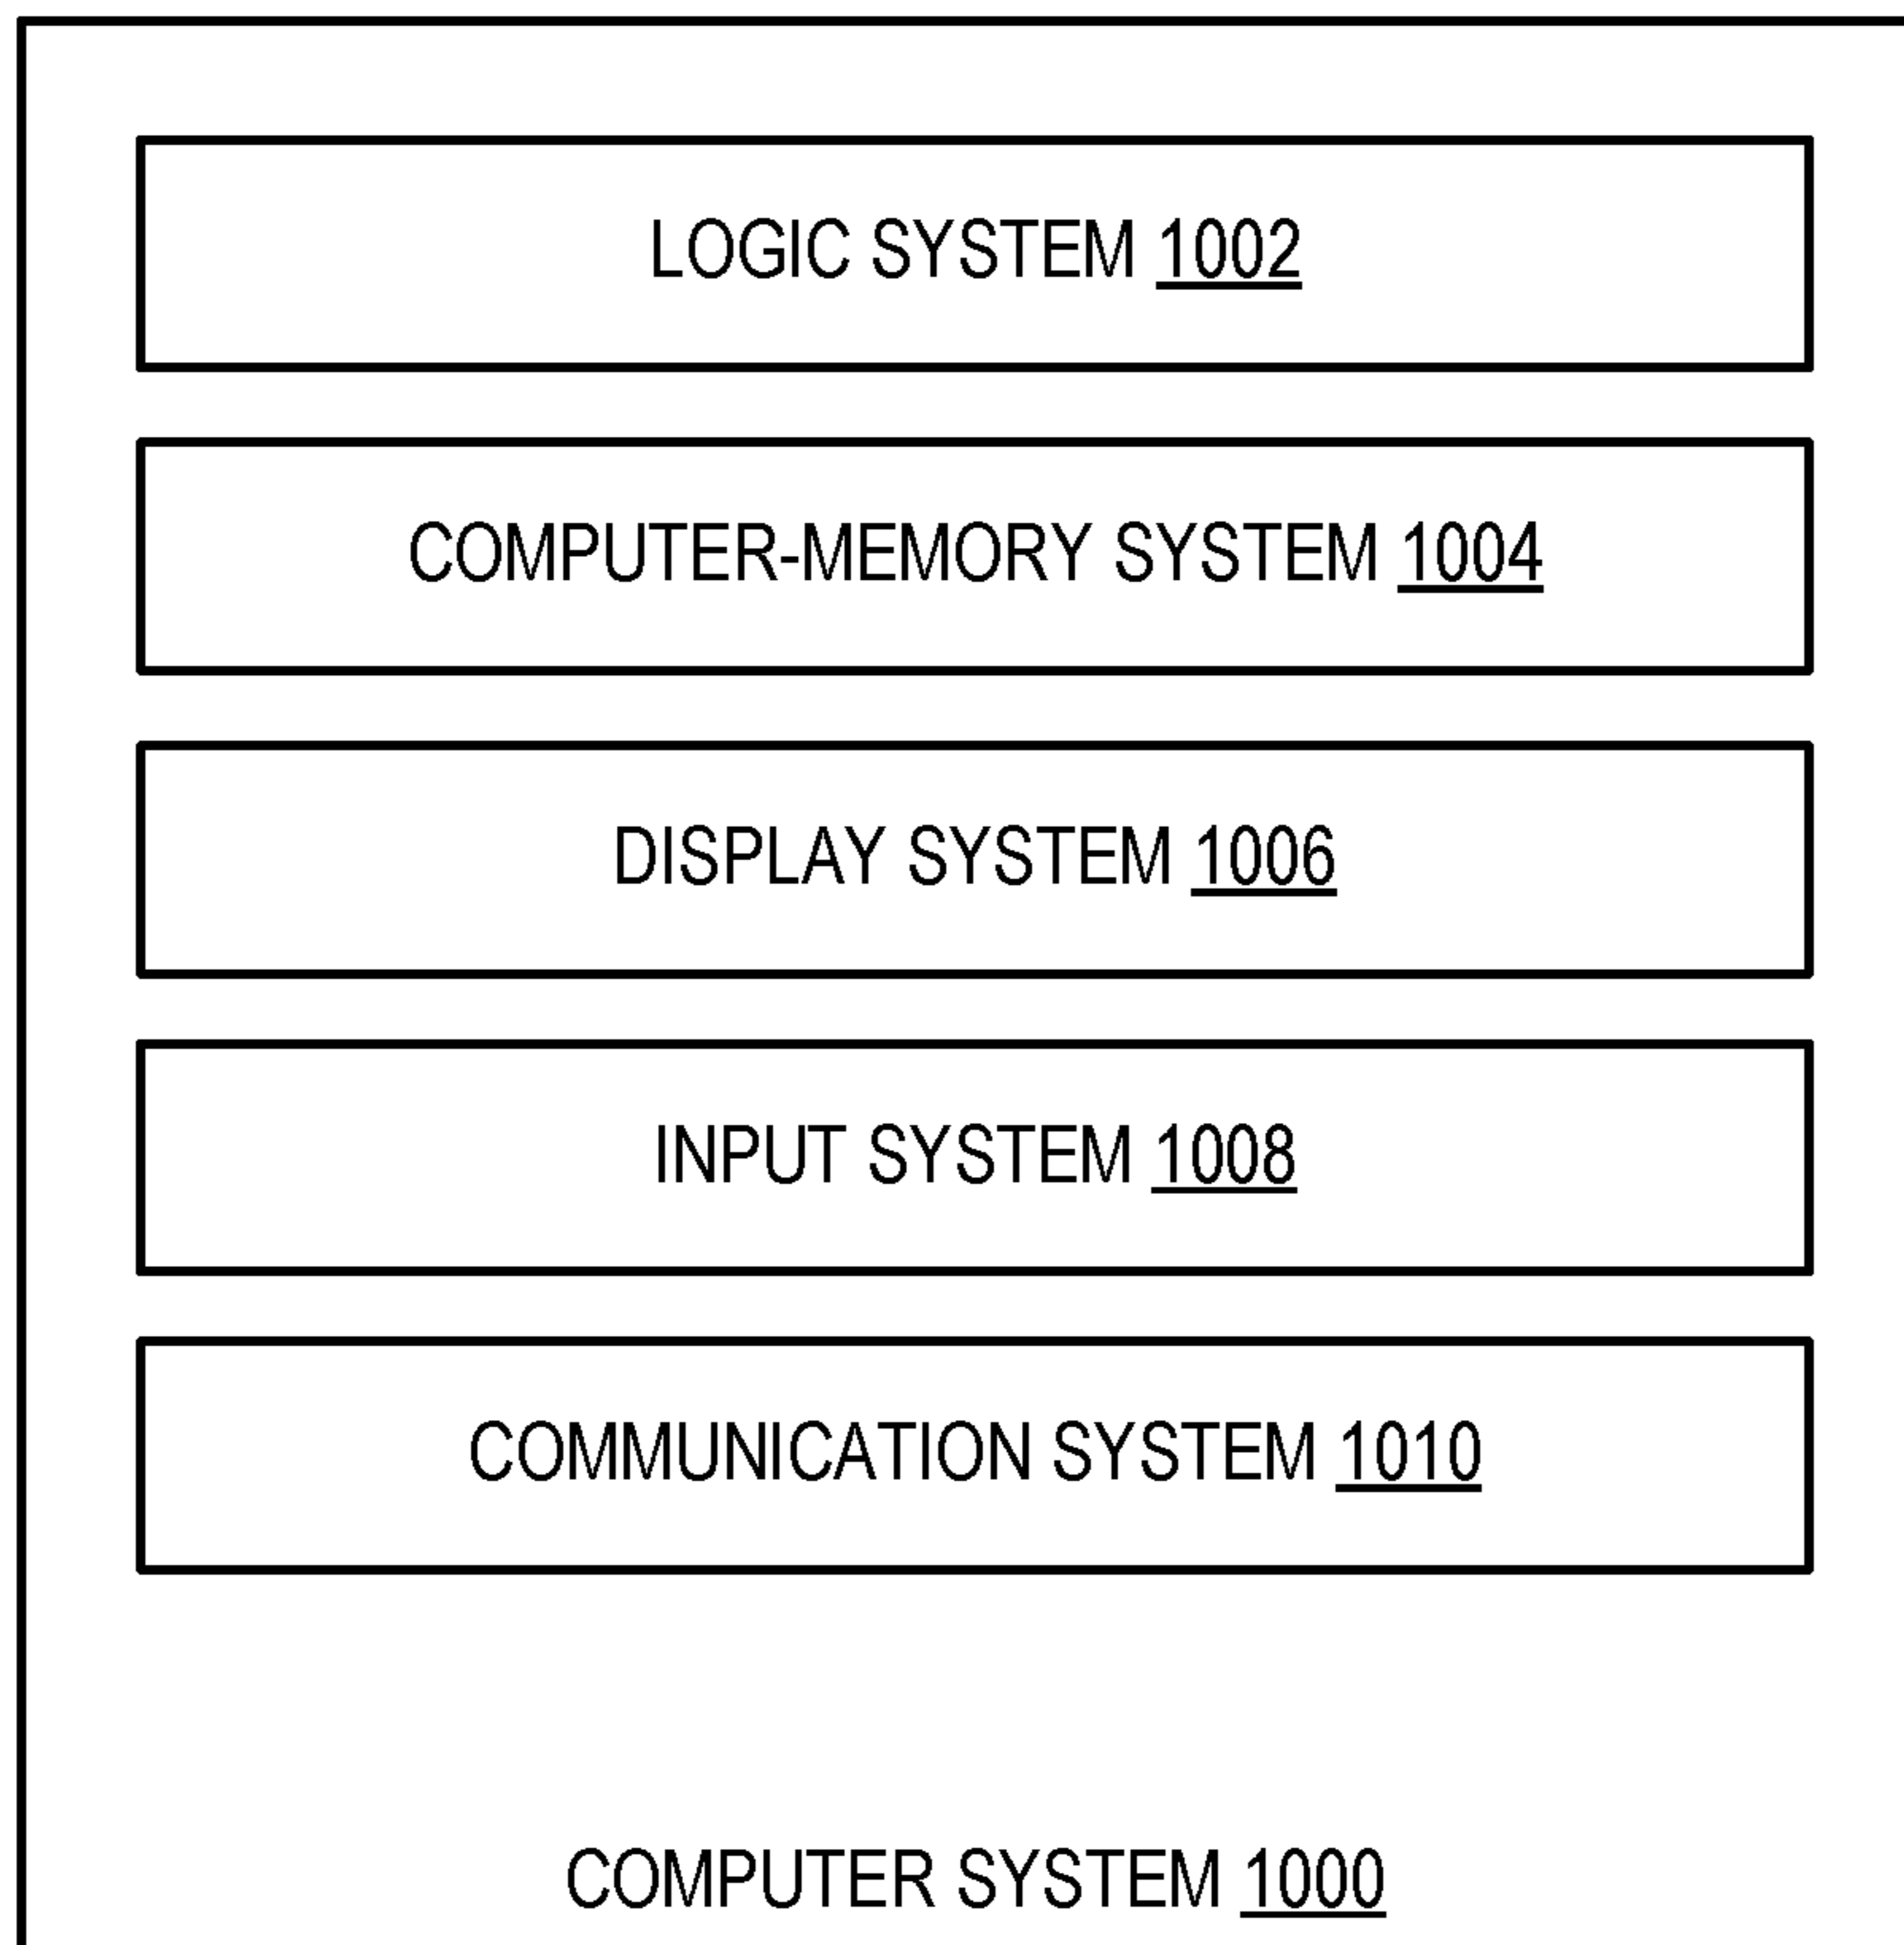 LOGIC SYSTEM 1002
COMPUTER-MEMORY SYSTEM 1004
DISPLAY SYSTEM 1006
INPUT SYSTEM 1008
COMMUNICATION SYSTEM 1010
COMPUTER SYSTEM 1000